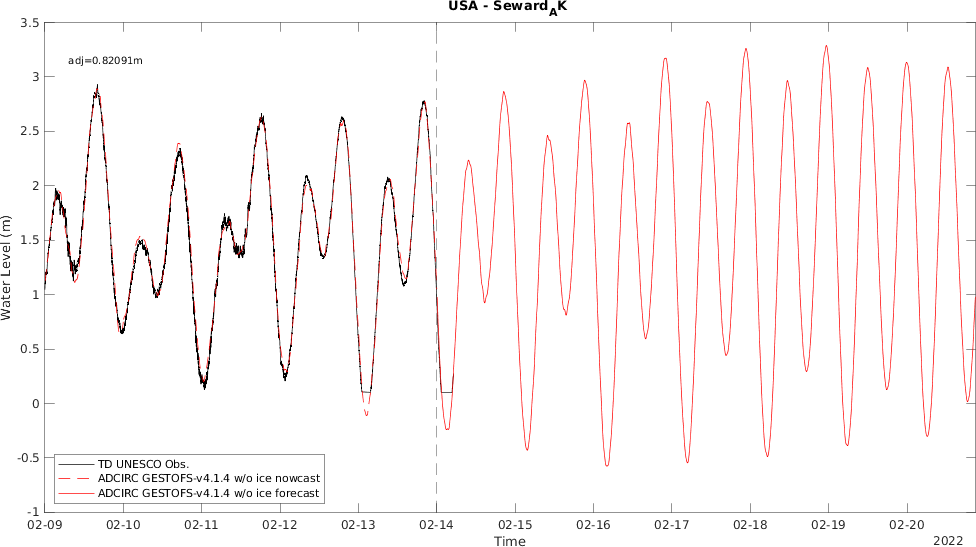 USA - Seward_AK
adj=0.82091m
3.5
3
2.5
2
1.5
1
0.5
0
-0.5
-1
Water Level (m)
TD UNESCO Obs.
ADCIRC GESTOFS-v4.1.4 w/o ice nowcast
ADCIRC GESTOFS-v4.1.4 w/o ice forecast
02-09 02-10 02-11 02-12 02-13 02-14 02-15 02-16 02-17 02-18 02-19 02-20
Time
2022